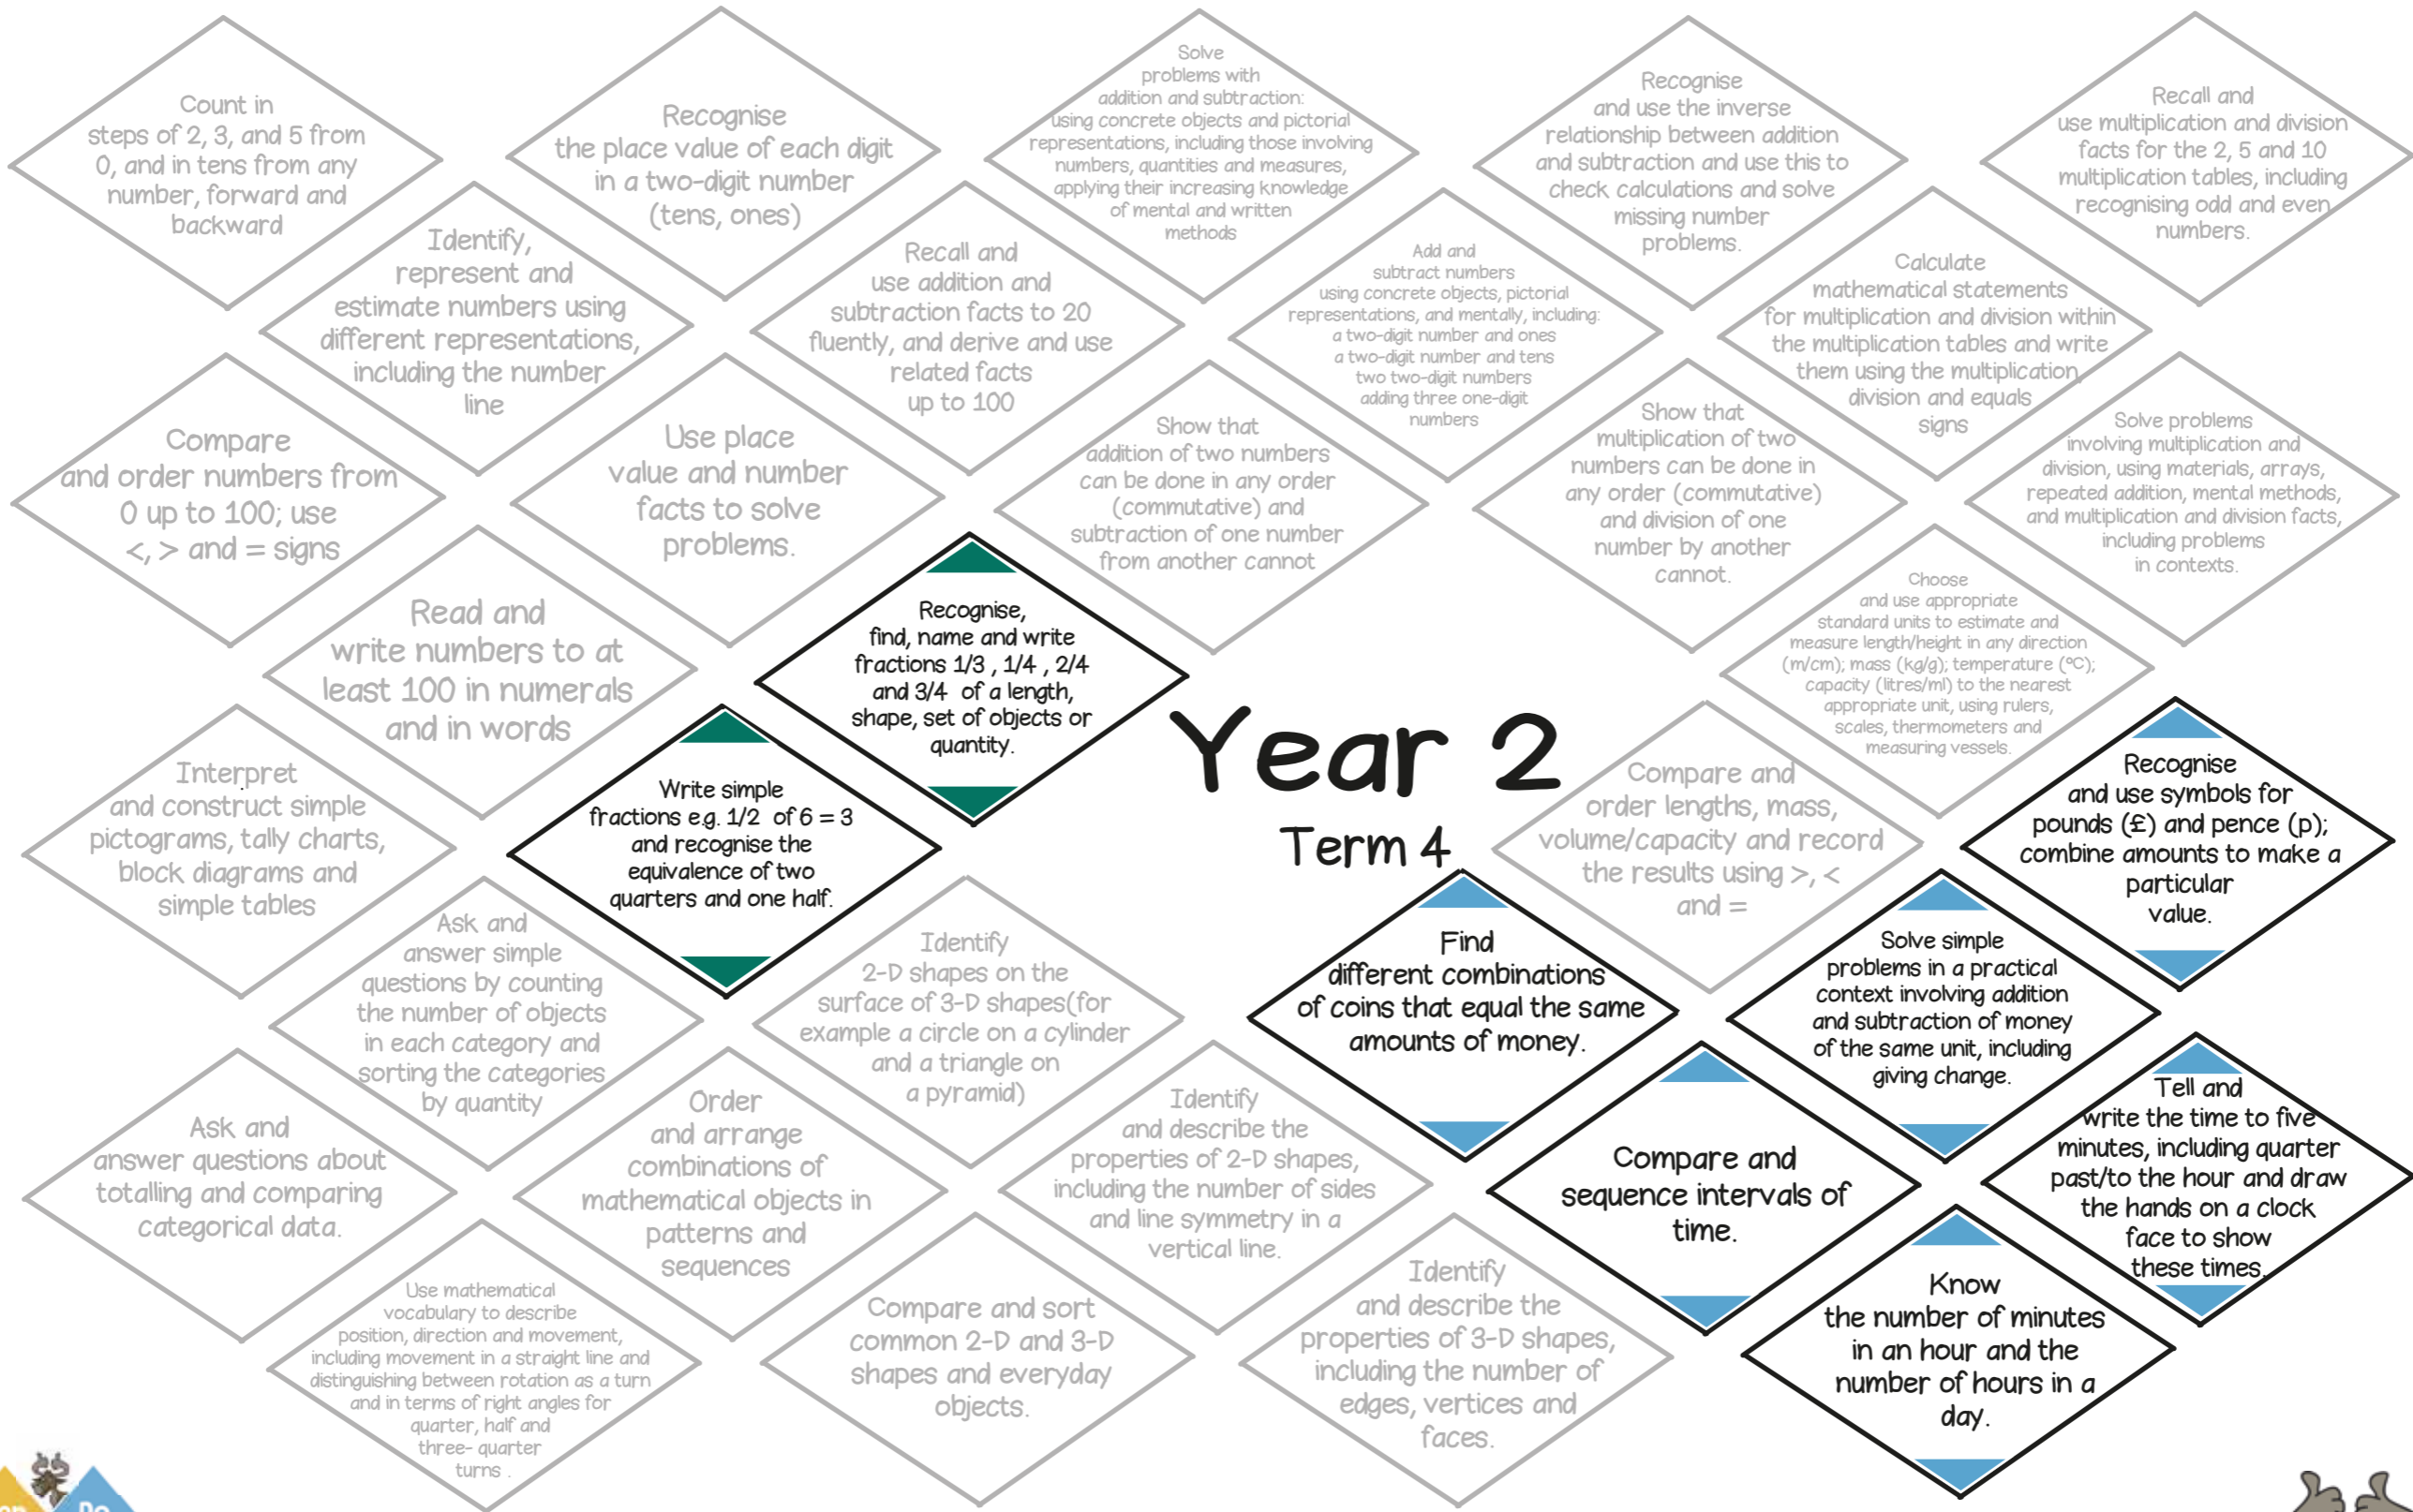 Count in
steps of 2, 3, and 5 from
0, and in tens from any
number, forward and
backward
Recognise
the place value of each digit
in a two-digit number
(tens, ones)
Solve
problems with
addition and subtraction:
using concrete objects and pictorial
representations, including those involving
numbers, quantities and measures,
applying their increasing knowledge
of mental and written
methods
Recognise
and use the inverse
relationship between addition
and subtraction and use this to
check calculations and solve
missing number
problems.
Recall and
use multiplication and division
facts for the 2, 5 and 10
multiplication tables, including
recognising odd and even
numbers.
Identify,
represent and
estimate numbers using
different representations,
including the number
line
Recall and
use addition and
subtraction facts to 20
fluently, and derive and use
related facts
up to 100
Add and
subtract numbers
using concrete objects, pictorial
representations, and mentally, including:
a two-digit number and ones
a two-digit number and tens
two two-digit numbers
adding three one-digit
numbers
Calculate
mathematical statements
for multiplication and division within
the multiplication tables and write
them using the multiplication,
division and equals
signs
Compare
and order numbers from
0 up to 100; use
<, > and = signs
Use place
value and number
facts to solve
problems.
Show that
addition of two numbers
can be done in any order
(commutative) and
subtraction of one number
from another cannot
Show that
multiplication of two
numbers can be done in
any order (commutative)
and division of one
number by another
cannot.
Solve problems
involving multiplication and
division, using materials, arrays,
repeated addition, mental methods,
and multiplication and division facts,
including problems
in contexts.
Read and
write numbers to at
least 100 in numerals
and in words
Recognise,
find, name and write
fractions 1/3 , 1/4 , 2/4
and 3/4 of a length,
shape, set of objects or
quantity.
Choose
and use appropriate
standard units to estimate and
measure length/height in any direction
(m/cm); mass (kg/g); temperature (°C);
capacity (litres/ml) to the nearest
appropriate unit, using rulers,
scales, thermometers and
measuring vessels.
Year 2
Term 4
Interpret
and construct simple
pictograms, tally charts,
block diagrams and
simple tables
Write simple
fractions e.g. 1/2 of 6 = 3
and recognise the
equivalence of two
quarters and one half.
Compare and
order lengths, mass,
volume/capacity and record
the results using >, <
and =
Recognise
and use symbols for
pounds (£) and pence (p);
combine amounts to make a
particular
value.
Ask and
answer simple
questions by counting
the number of objects
in each category and
sorting the categories
by quantity
Identify
2-D shapes on the
surface of 3-D shapes(for
example a circle on a cylinder
and a triangle on
a pyramid)
Find
different combinations
of coins that equal the same
amounts of money.
Solve simple
problems in a practical
context involving addition
and subtraction of money
of the same unit, including
giving change.
Ask and
answer questions about
totalling and comparing
categorical data.
Order
and arrange
combinations of
mathematical objects in
patterns and
sequences
Identify
and describe the
properties of 2-D shapes,
including the number of sides
and line symmetry in a
vertical line.
Compare and
sequence intervals of
time.
Tell and
write the time to five
minutes, including quarter
past/to the hour and draw
the hands on a clock
face to show
these times.
Use mathematical
vocabulary to describe
position, direction and movement,
including movement in a straight line and
distinguishing between rotation as a turn
and in terms of right angles for
quarter, half and
three- quarter
turns .
Compare and sort
common 2-D and 3-D
shapes and everyday
objects.
Identify
and describe the
properties of 3-D shapes,
including the number of
edges, vertices and
faces.
Know
the number of minutes
in an hour and the
number of hours in a
day.